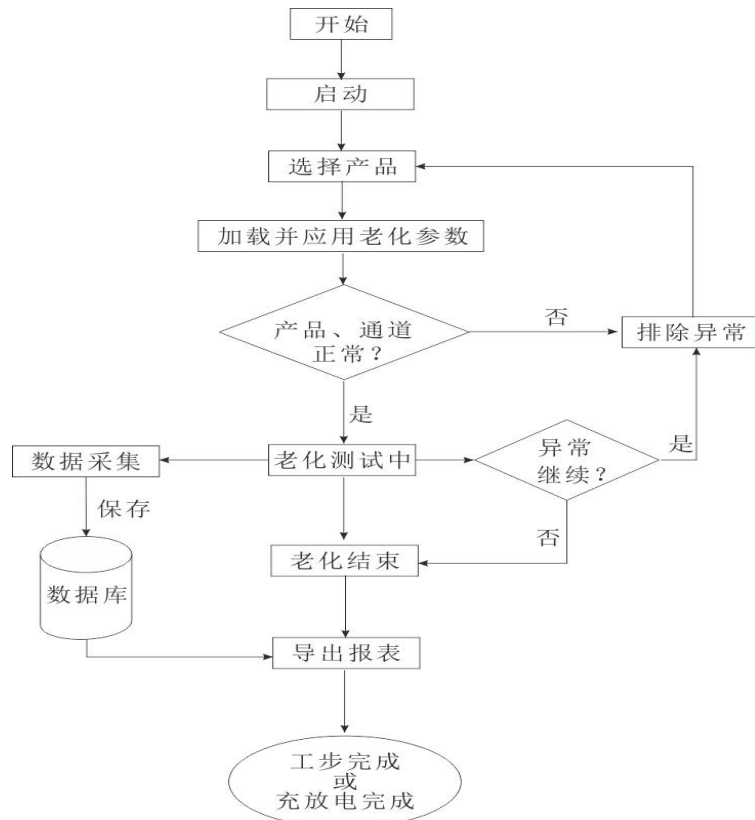 开始
启动
选择产品
加载并应用老化参数
产品、通道
正常？
否
排除异常
是
数据采集
老化测试中
异常
继续？
是
保存
否
数据库
老化结束
导出报表
工步完成
或
充放电完成